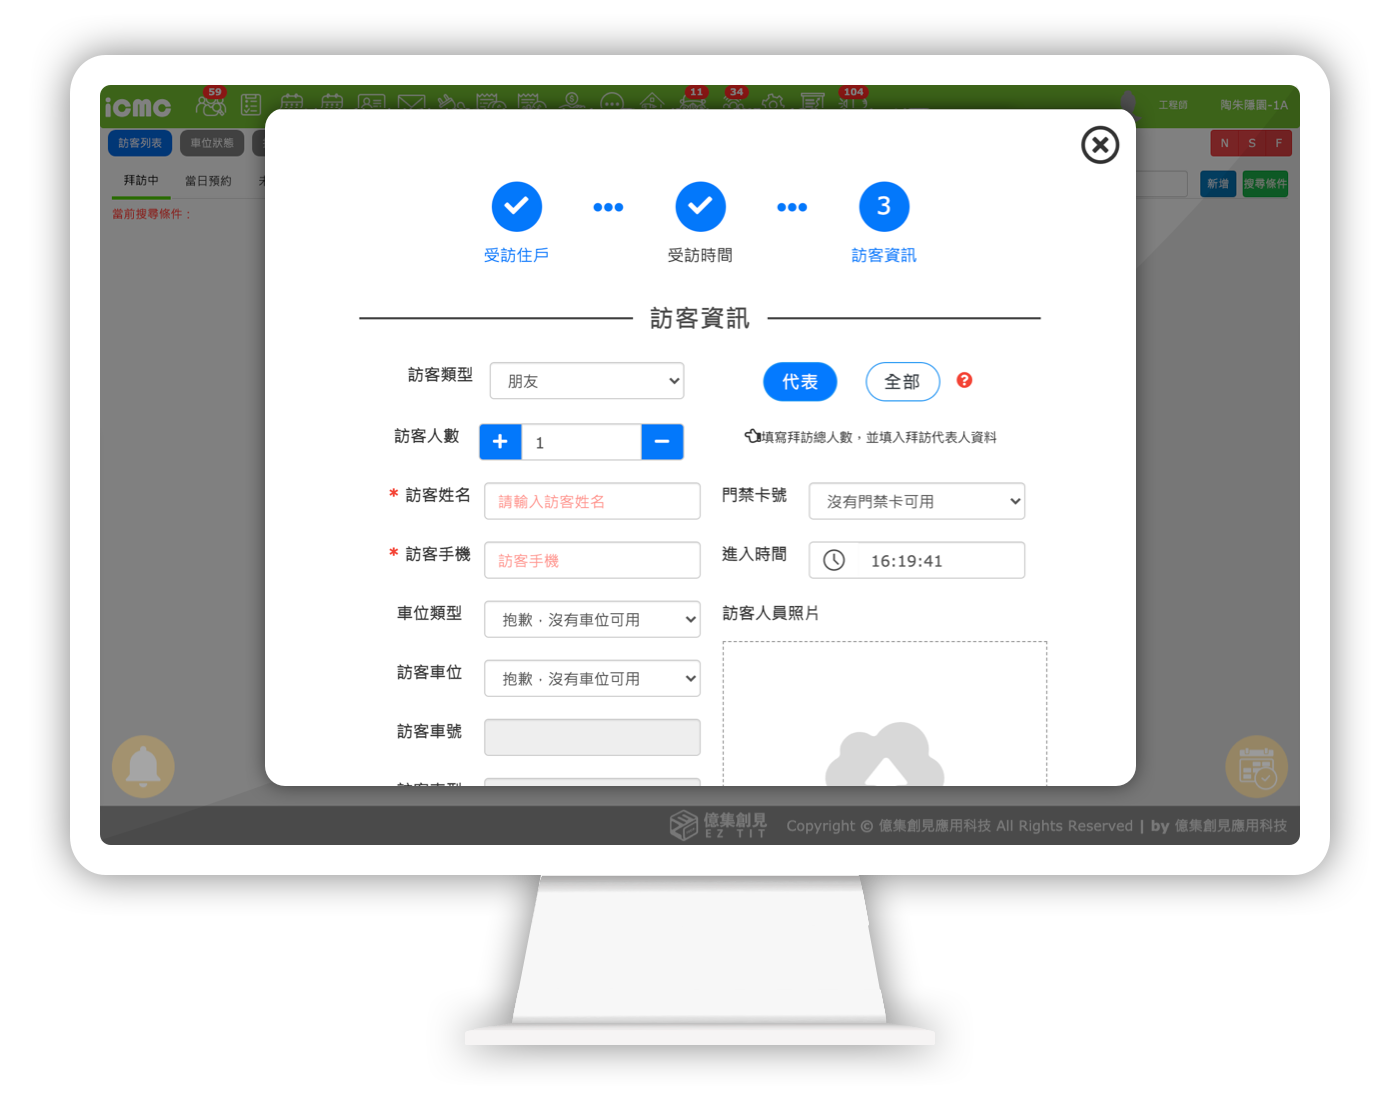 icmc
59
11
34
104
工程師
陶朱隱園-1A
訪客列表
車位狀態
N S F
拜訪中
當日預約
新增
搜尋條件
當前搜尋條件：
3
受訪住戶
受訪時間
訪客資訊
訪客資訊
訪客類型
朋友
代表
全部
?
訪客人數
+ 1 −
填寫拜訪總人數，並填入拜訪代表人資料
* 訪客姓名
請輸入訪客姓名
門禁卡號
沒有門禁卡可用
* 訪客手機
訪客手機
進入時間
16:19:41
車位類型
抱歉，沒有車位可用
訪客人員照片
訪客車位
抱歉，沒有車位可用
訪客車號
億集創見
EZ TIT
Copyright © 億集創見應用科技 All Rights Reserved | by 億集創見應用科技